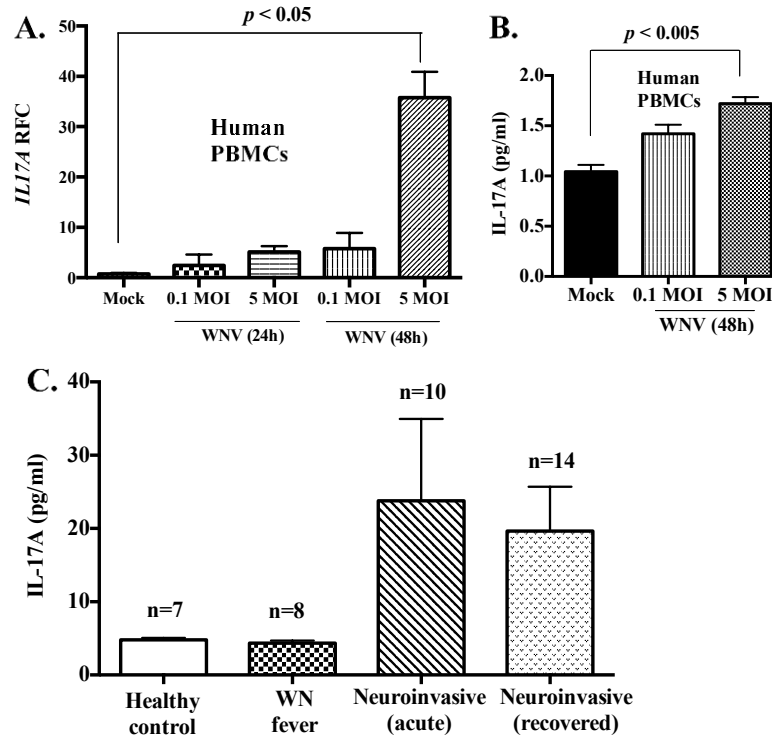 A.
p < 0.05
50
40
30
20
10
0
IL17A RFC
Human
PBMCs
Mock
0.1 MOI
5 MOI
0.1 MOI
5 MOI
WNV (24h)
WNV (48h)
B.
p < 0.005
2.0
1.5
1.0
0.5
0.0
IL-17A (pg/ml)
Human
PBMCs
Mock
0.1 MOI
5 MOI
WNV (48h)
C.
40
30
20
10
0
IL-17A (pg/ml)
n=7
n=8
n=10
n=14
Healthy
control
WN
fever
Neuroinvasive
(acute)
Neuroinvasive
(recovered)